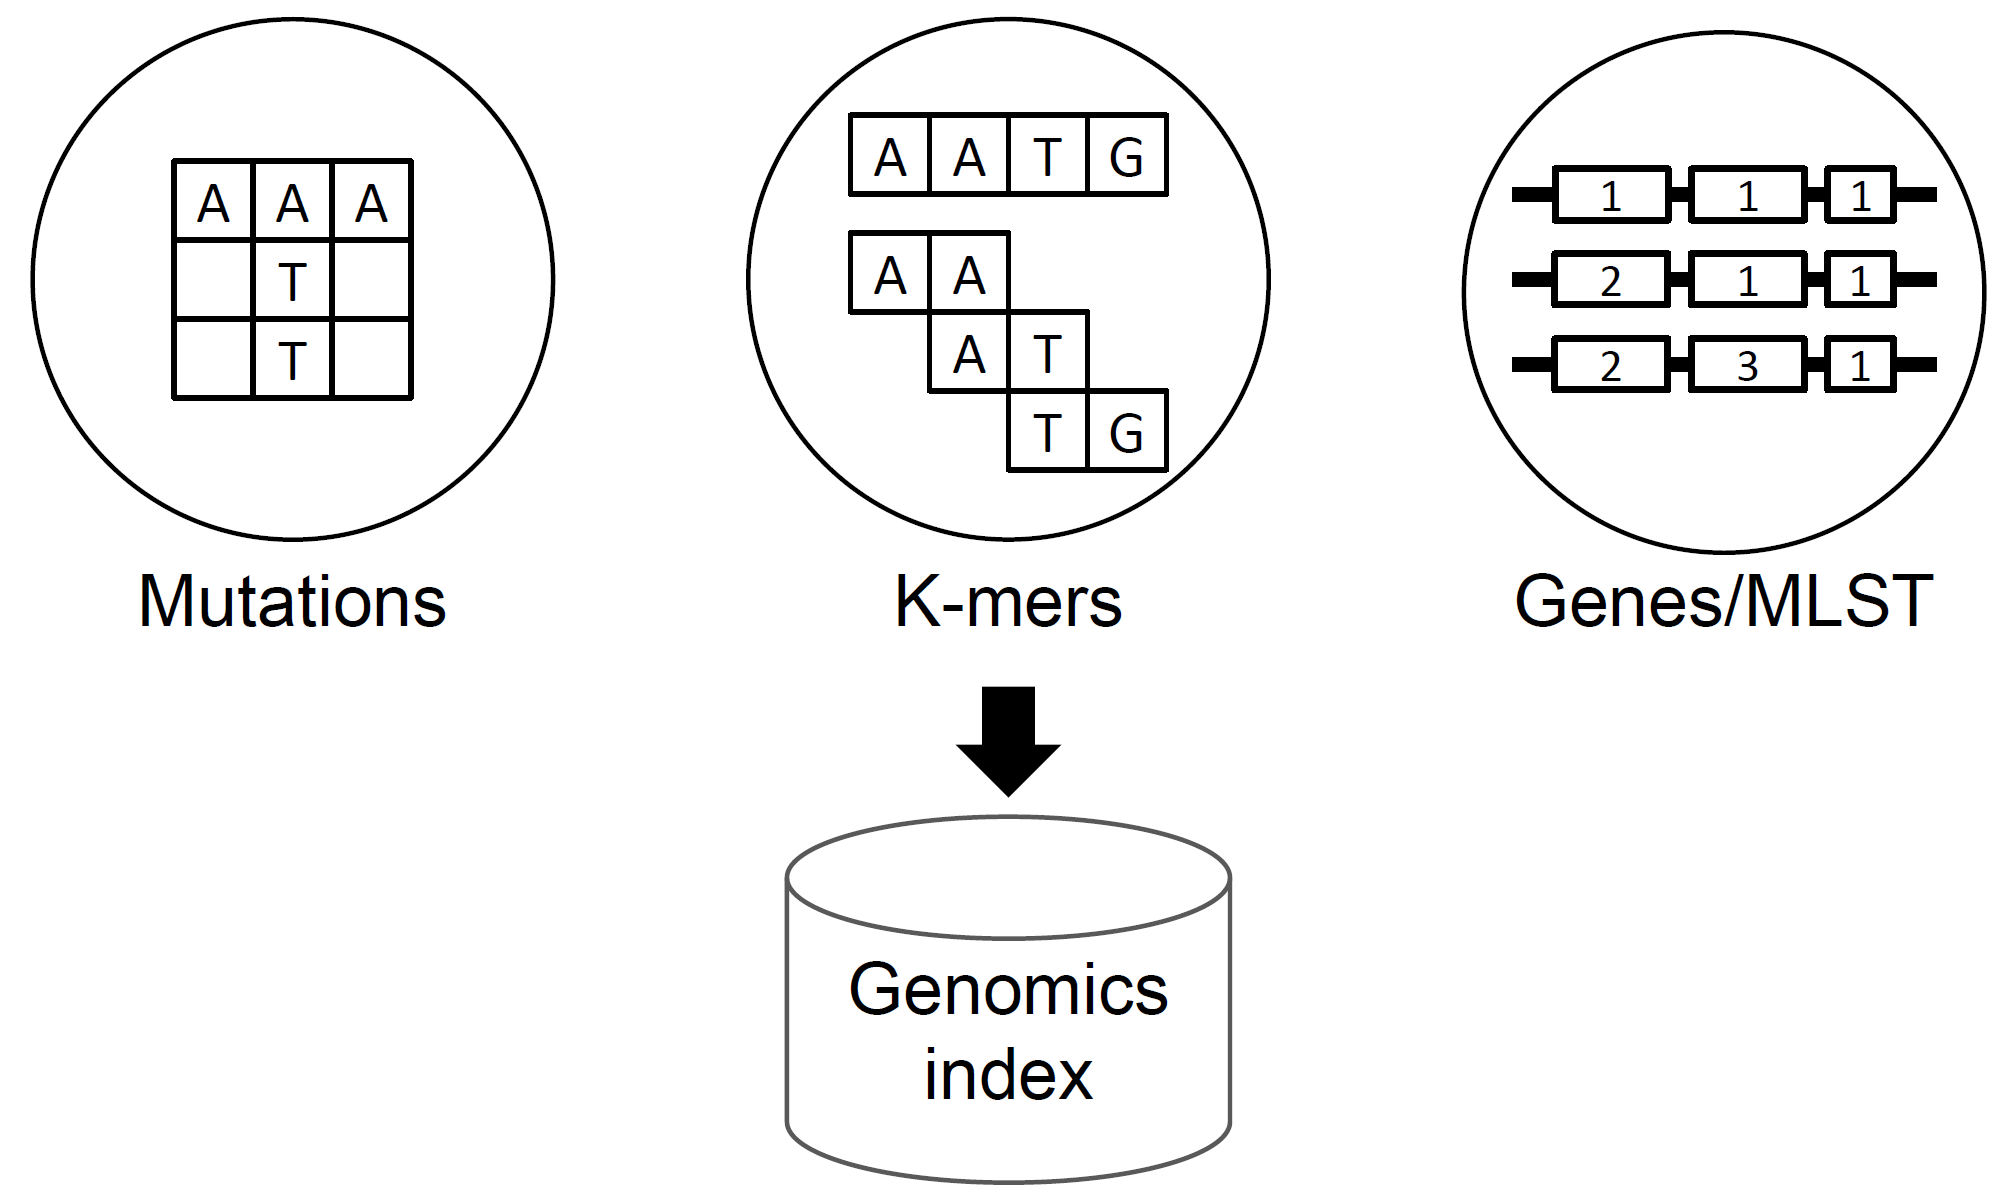 A A A
T
T
Mutations
A A T G
A A
A T
T G
K-mers
1 1 1
2 1 1
2 3 1
Genes/MLST
Genomics
index